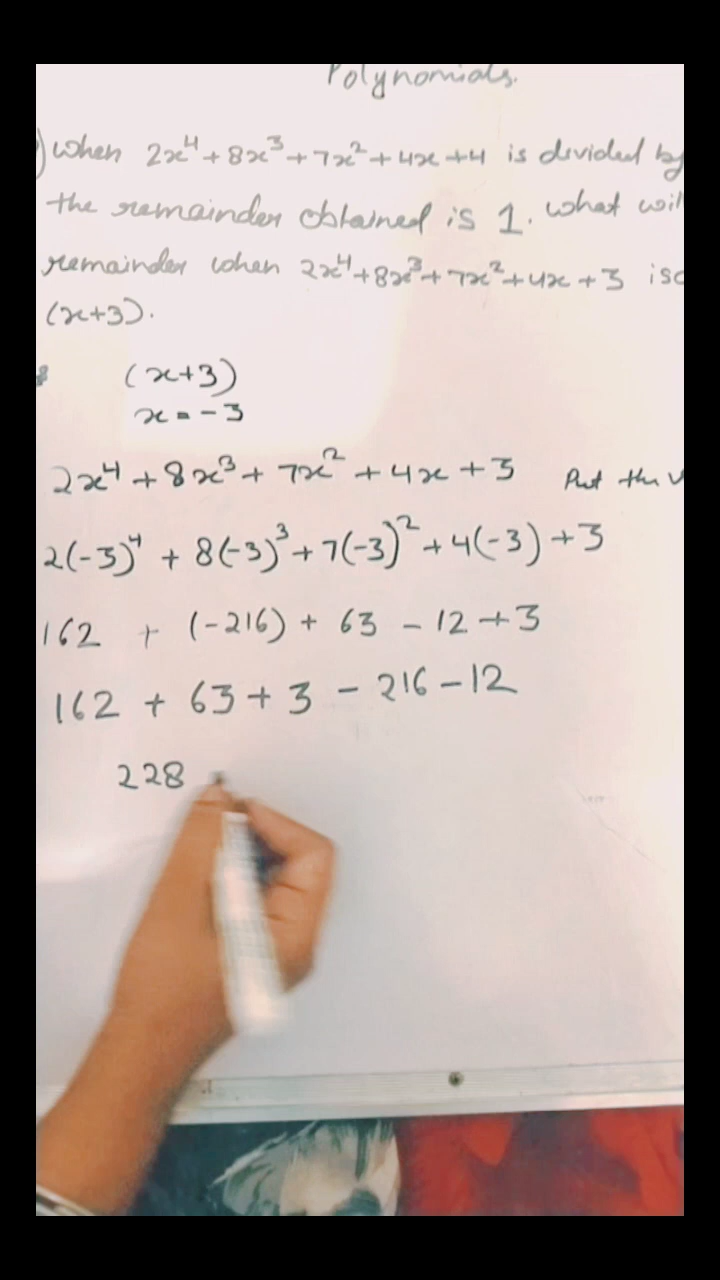 Polynomials.
) When 2x⁴ + 8x³ + 7x² + 4x + 4 is divided by
the remainder obtained is 1. what wil
remainder when 2x⁴ + 8x³ + 7x² + 4x + 3 is
(x+3).
(x+3)
x = -3
2x⁴ + 8x³ + 7x² + 4x + 3 Put the v
2(-3)⁴ + 8(-3)³ + 7(-3)² + 4(-3) + 3
162 + (-216) + 63 - 12 + 3
162 + 63 + 3 - 216 - 12
228